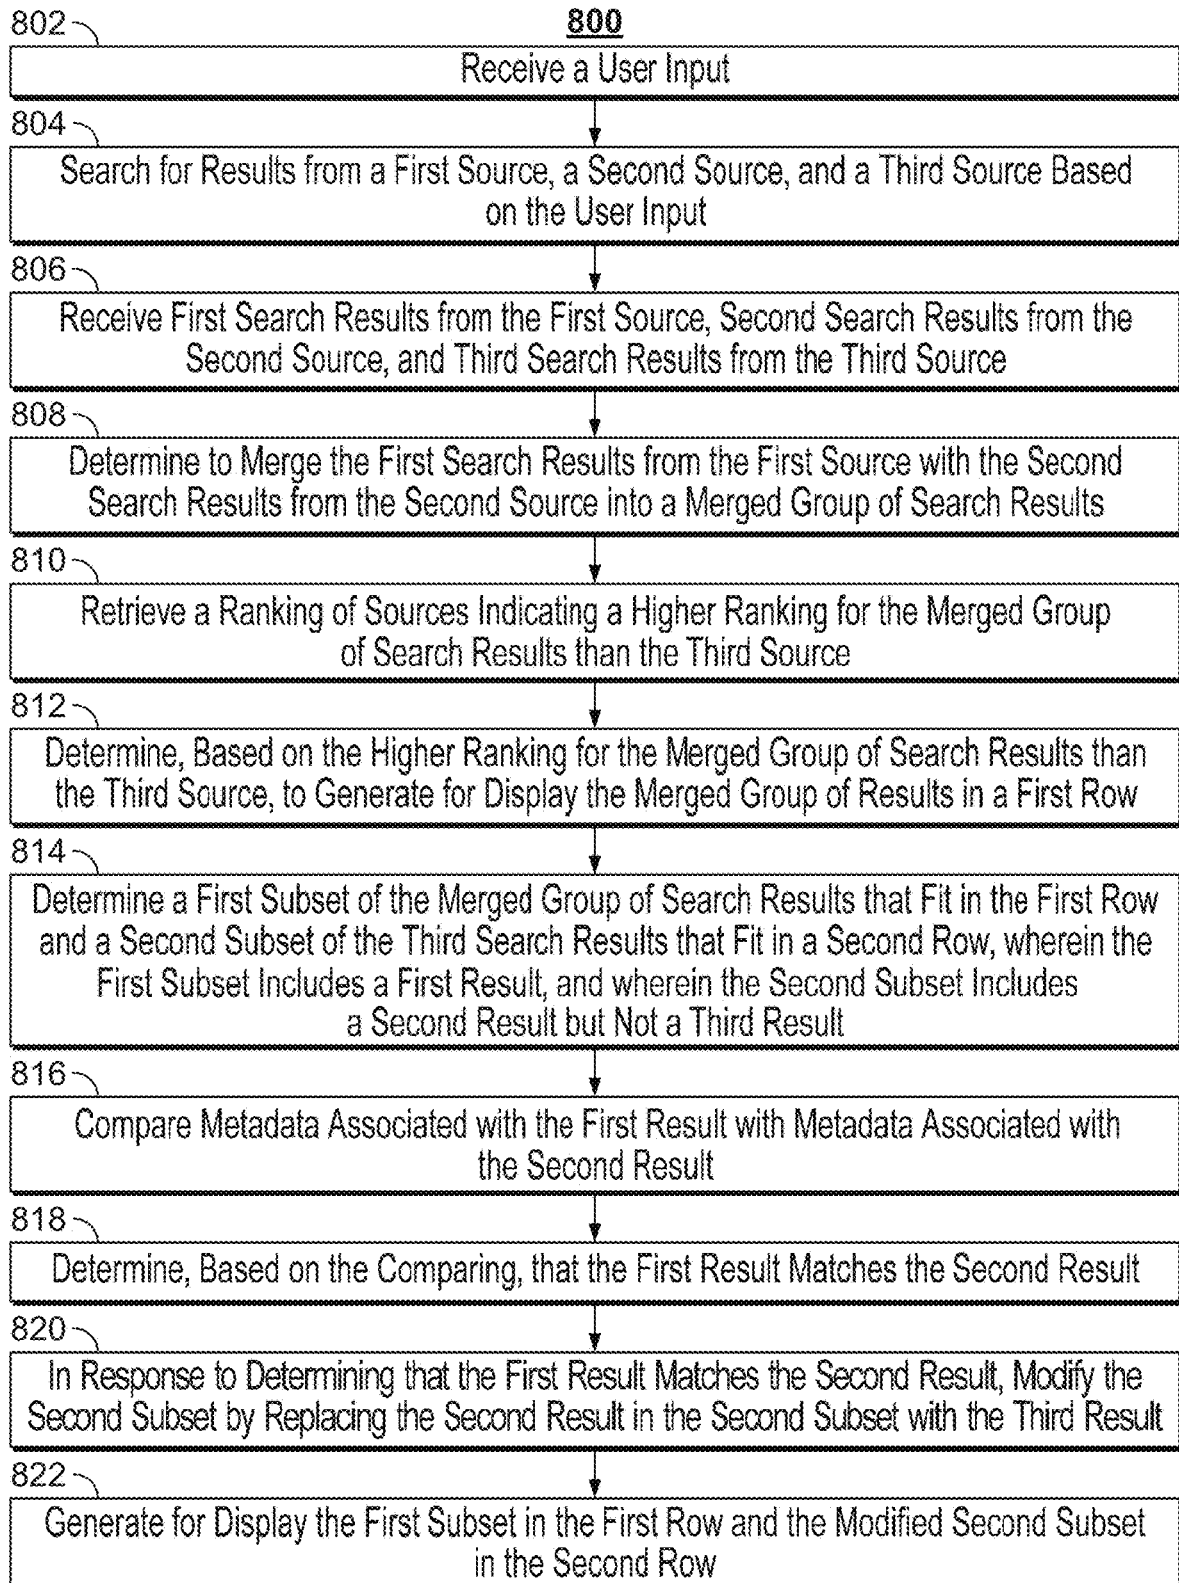 800
802
Receive a User Input
804
Search for Results from a First Source, a Second Source, and a Third Source Based
on the User Input
806
Receive First Search Results from the First Source, Second Search Results from the
Second Source, and Third Search Results from the Third Source
808
Determine to Merge the First Search Results from the First Source with the Second
Search Results from the Second Source into a Merged Group of Search Results
810
Retrieve a Ranking of Sources Indicating a Higher Ranking for the Merged Group
of Search Results than the Third Source
812
Determine, Based on the Higher Ranking for the Merged Group of Search Results than
the Third Source, to Generate for Display the Merged Group of Results in a First Row
814
Determine a First Subset of the Merged Group of Search Results that Fit in the First Row
and a Second Subset of the Third Search Results that Fit in a Second Row, wherein the
First Subset Includes a First Result, and wherein the Second Subset Includes
a Second Result but Not a Third Result
816
Compare Metadata Associated with the First Result with Metadata Associated with
the Second Result
818
Determine, Based on the Comparing, that the First Result Matches the Second Result
820
In Response to Determining that the First Result Matches the Second Result, Modify the
Second Subset by Replacing the Second Result in the Second Subset with the Third Result
822
Generate for Display the First Subset in the First Row and the Modified Second Subset
in the Second Row